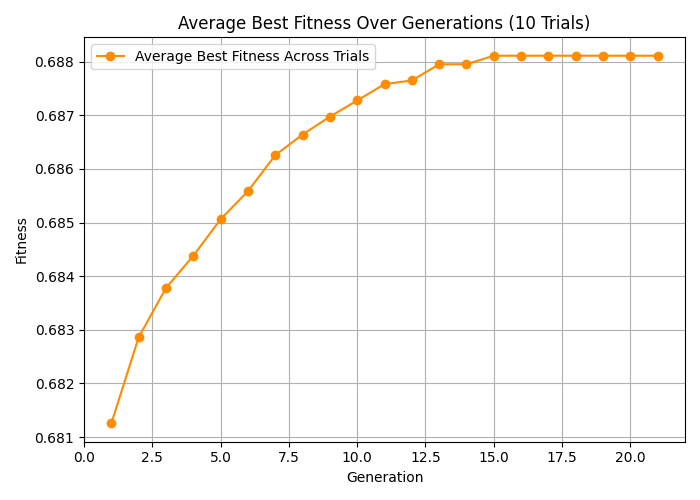 Average Best Fitness Over Generations (10 Trials)
Average Best Fitness Across Trials
Fitness
0.688
0.687
0.686
0.685
0.684
0.683
0.682
0.681
0.0 2.5 5.0 7.5 10.0 12.5 15.0 17.5 20.0
Generation